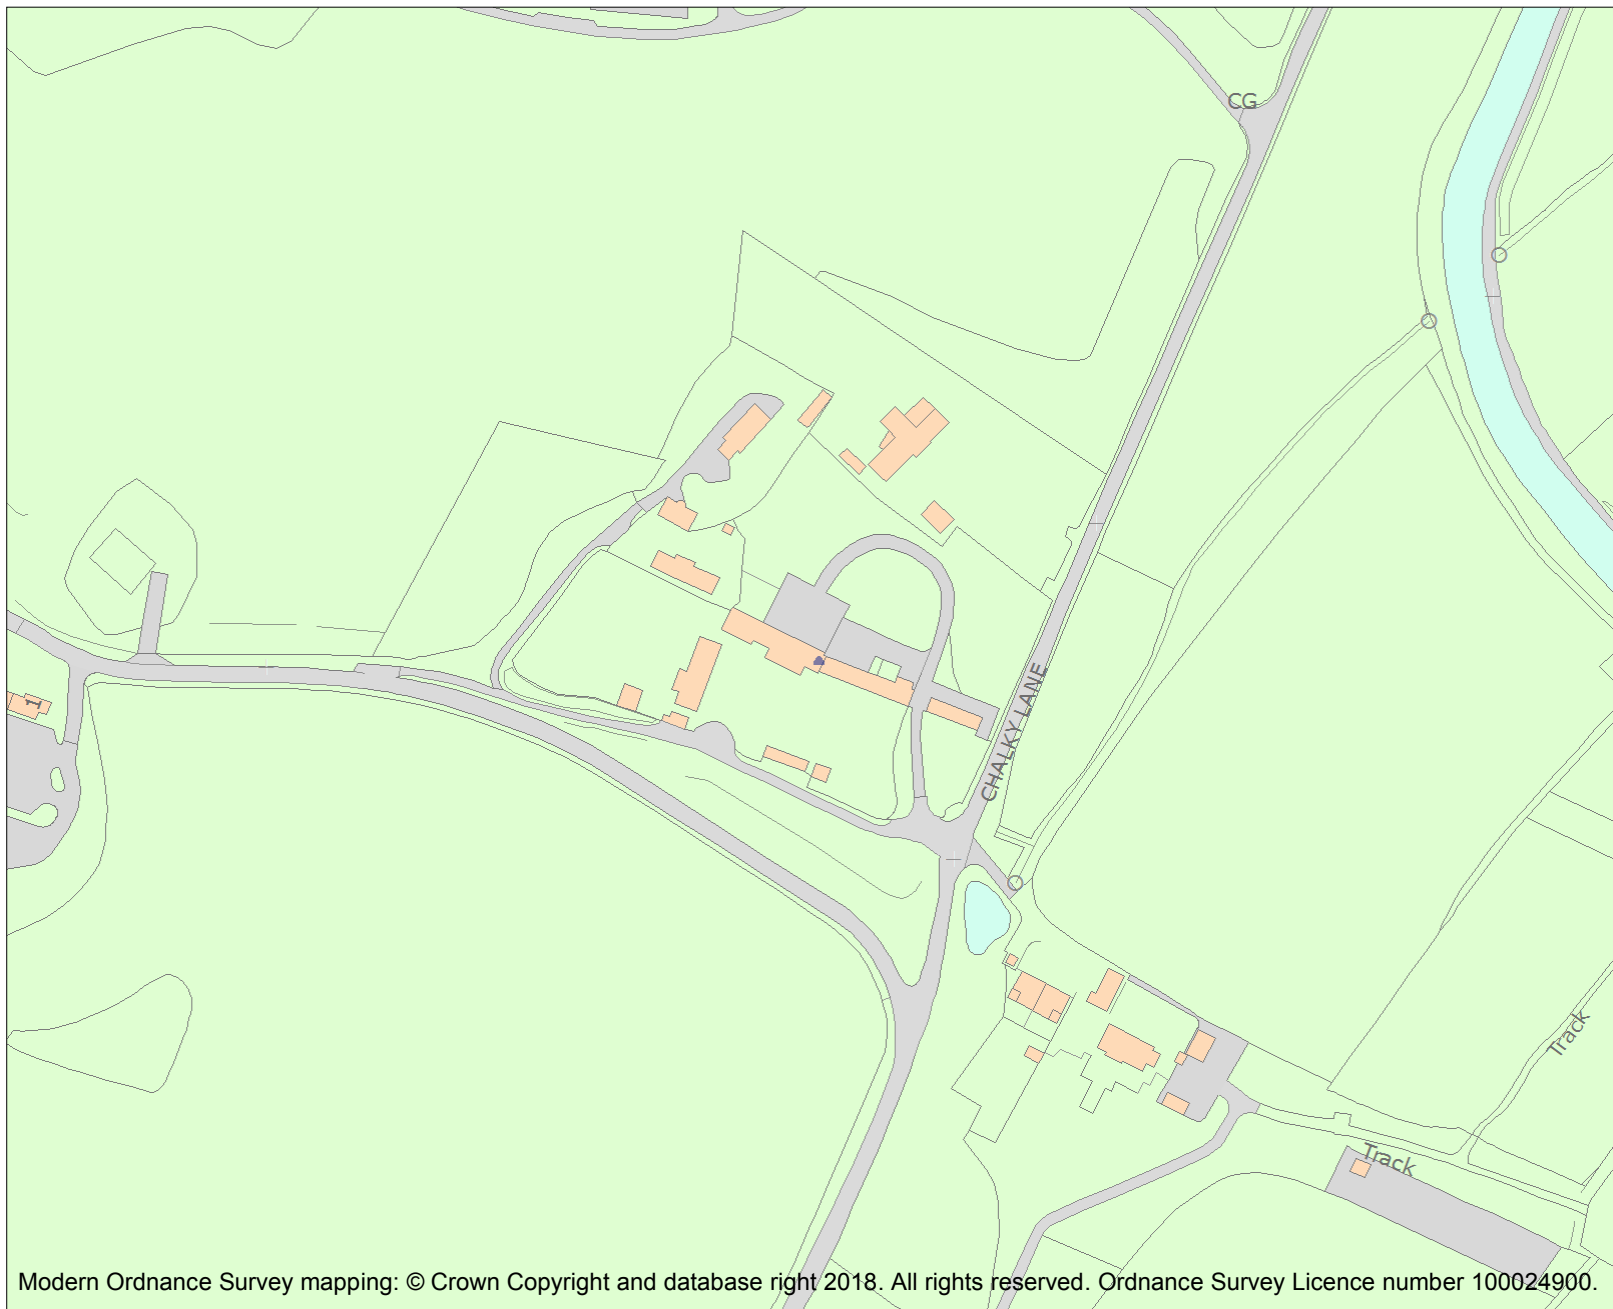 CG
CHALKY LANE
1
Track
Track
Modern Ordnance Survey mapping: © Crown Copyright and database right 2018. All rights reserved. Ordnance Survey Licence number 100024900.